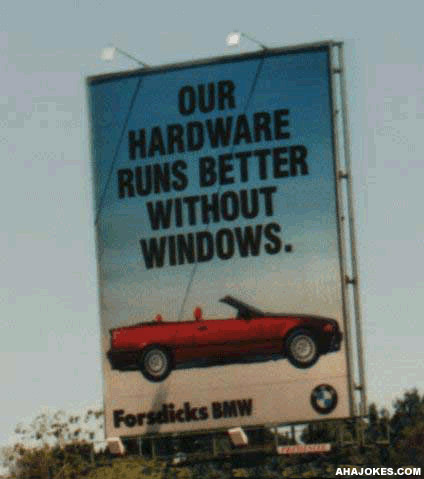 OUR
HARDWARE
RUNS BETTER
WITHOUT
WINDOWS.
Forsdicks BMW
AHAJOKES.COM